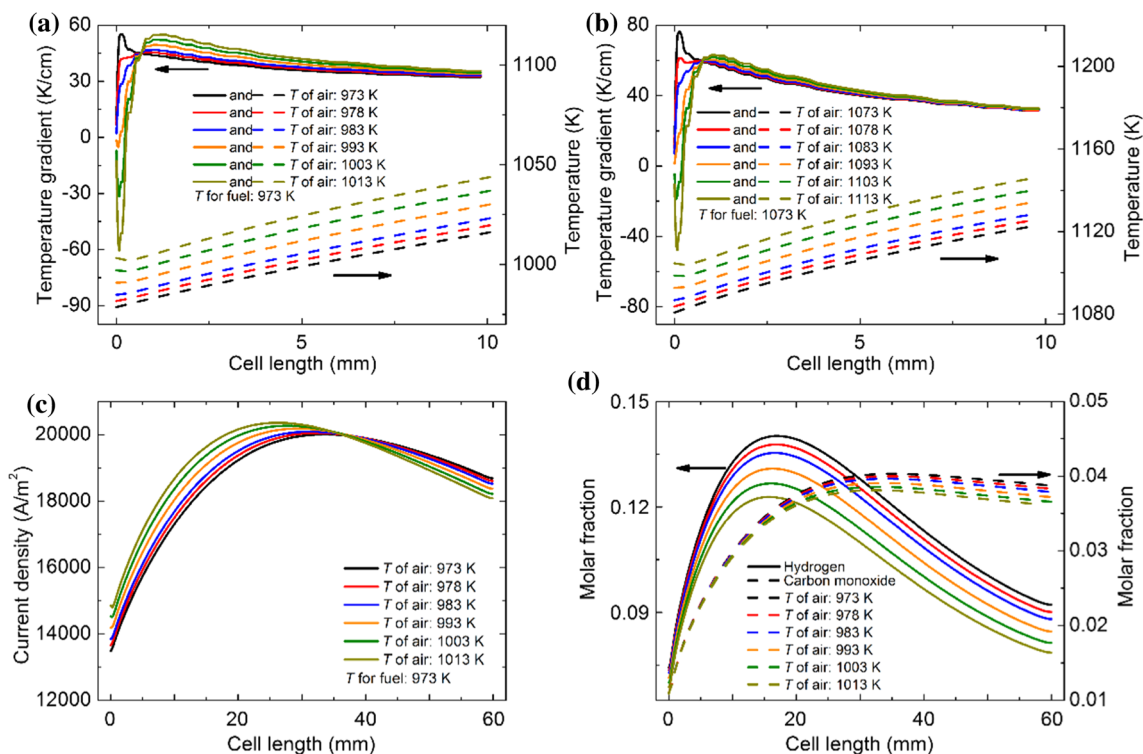 (a)
Temperature gradient (K/cm)
60
30
0
-30
-60
-90
and T of air: 973 K
and T of air: 978 K
and T of air: 983 K
and T of air: 993 K
and T of air: 1003 K
and T of air: 1013 K
T for fuel: 973 K
1100
1050
1000
Temperature (K)
0 5 10
Cell length (mm)
(b)
Temperature gradient (K/cm)
80
40
0
-40
-80
and T of air: 1073 K
and T of air: 1078 K
and T of air: 1083 K
and T of air: 1093 K
and T of air: 1103 K
and T of air: 1113 K
T for fuel: 1073 K
1200
1160
1120
1080
Temperature (K)
0 5 10
Cell length (mm)
(c)
Current density (A/m²)
20000
18000
16000
14000
12000
T of air: 973 K
T of air: 978 K
T of air: 983 K
T of air: 993 K
T of air: 1003 K
T of air: 1013 K
T for fuel: 973 K
0 20 40 60
Cell length (mm)
(d)
Molar fraction
0.15
0.12
0.09
Hydrogen
Carbon monoxide
T of air: 973 K
T of air: 978 K
T of air: 983 K
T of air: 993 K
T of air: 1003 K
T of air: 1013 K
0.05
0.04
0.03
0.02
0.01
Molar fraction
0 20 40 60
Cell length (mm)